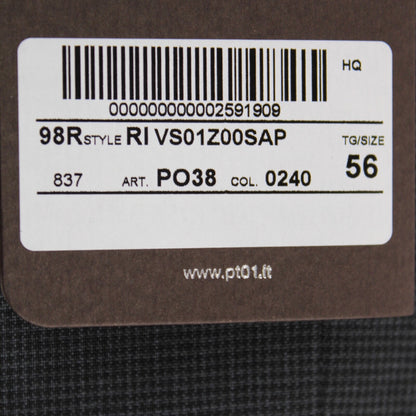 HQ
000000000002591909
98R STYLE RI VS01Z00SAP TG/SIZE
837 ART. PO38 COL. 0240 56
www.pt01.it